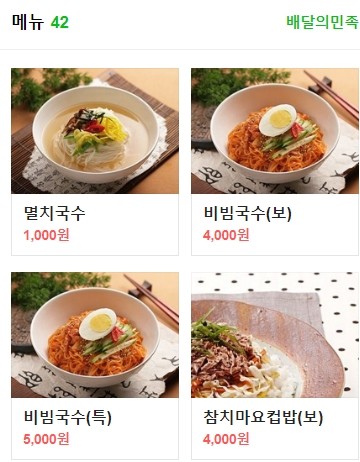 메뉴 42
배달의민족
멸치국수
1,000원
비빔국수(보)
4,000원
비빔국수(특)
5,000원
참치마요컵밥(보)
4,000원